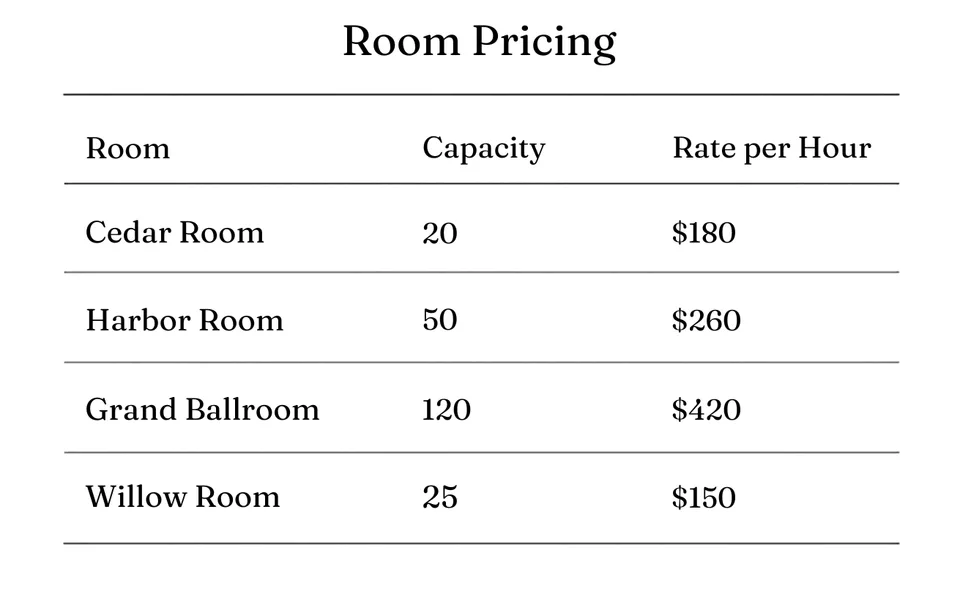 Room Pricing
Room Capacity Rate per Hour
Cedar Room 20 $180
Harbor Room 50 $260
Grand Ballroom 120 $420
Willow Room 25 $150